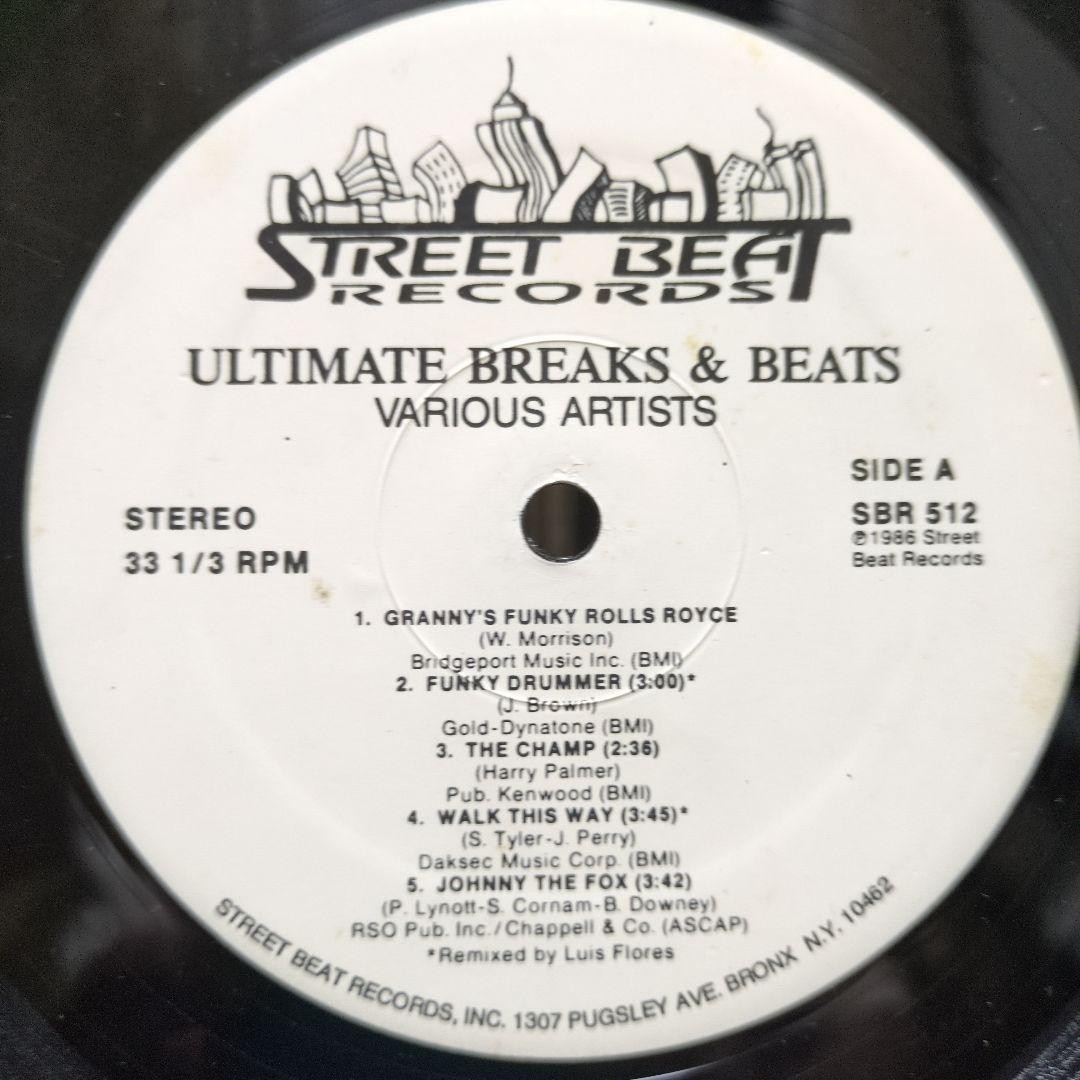 STREET BEAT
RECORDS
ULTIMATE BREAKS & BEATS
VARIOUS ARTISTS
SIDE A
SBR 512
℗1986 Street
Beat Records
STEREO
33 1/3 RPM
1. GRANNY'S FUNKY ROLLS ROYCE
(W. Morrison)
Bridgeport Music Inc. (BMI)
2. FUNKY DRUMMER (3:00)*
(J. Brown)
Gold-Dynatone (BMI)
3. THE CHAMP (2:36)
(Harry Palmer)
Pub. Kenwood (BMI)
4. WALK THIS WAY (3:45)*
(S. Tyler-J. Perry)
Daksec Music Corp. (BMI)
5. JOHNNY THE FOX (3:42)
(P. Lynott-S. Cornam-B. Downey)
RSO Pub. Inc./Chappell & Co. (ASCAP)
*Remixed by Luis Flores
STREET BEAT RECORDS, INC. 1307 PUGSLEY AVE. BRONX N.Y. 10462